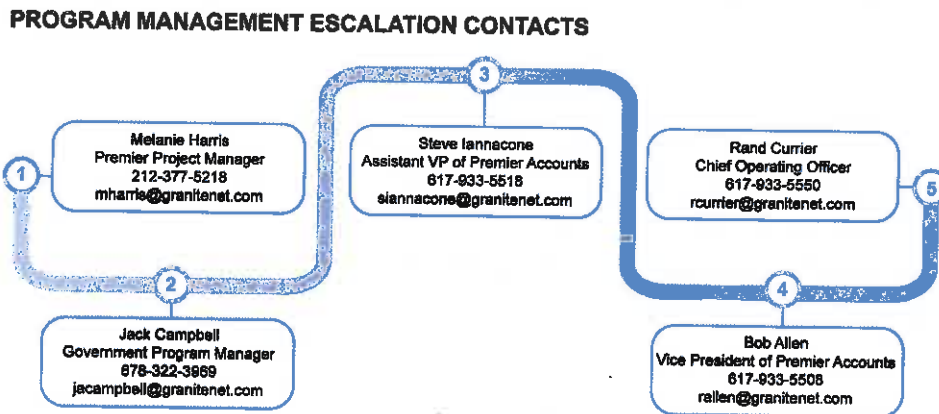 PROGRAM MANAGEMENT ESCALATION CONTACTS
1
Melanie Harris
Premier Project Manager
212-377-5218
mharris@granitenet.com
2
Jack Campbell
Government Program Manager
678-322-3969
jacampbell@granitenet.com
3
Steve Iannacone
Assistant VP of Premier Accounts
617-933-5518
siannacone@granitenet.com
4
Bob Allen
Vice President of Premier Accounts
617-933-5508
rallen@granitenet.com
5
Rand Currier
Chief Operating Officer
617-933-5550
rcurrier@granitenet.com